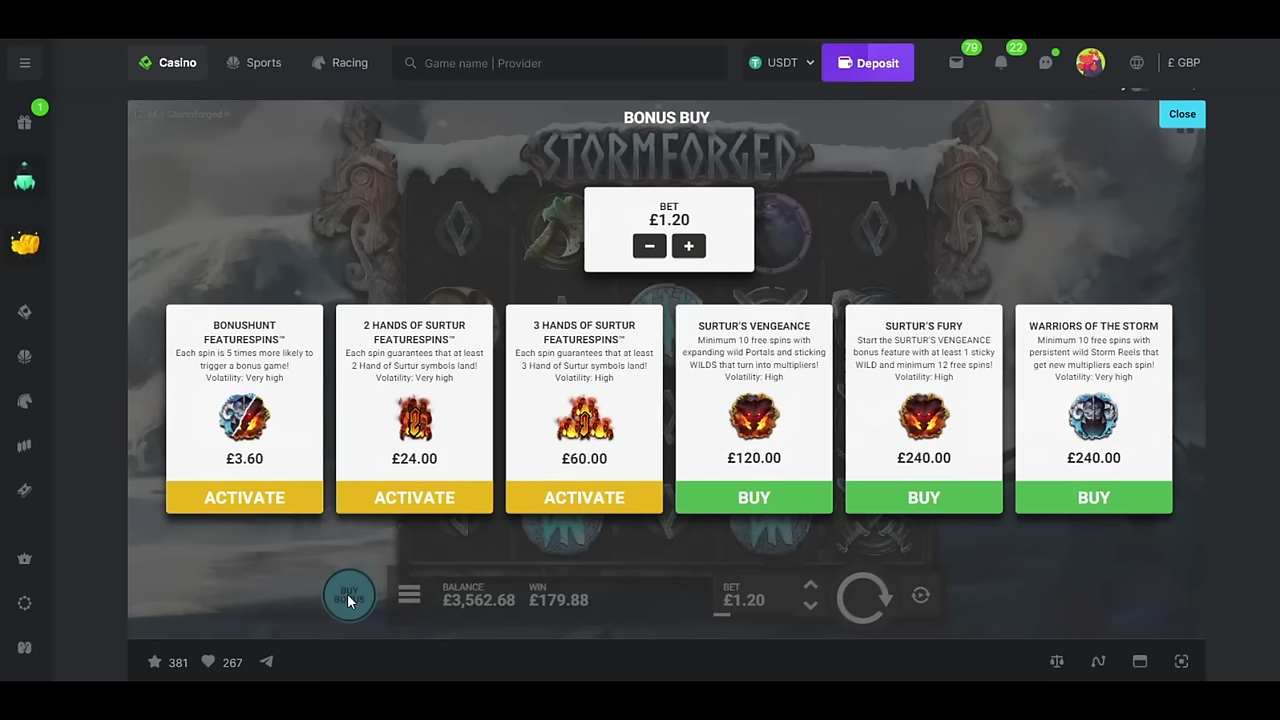 Casino
Sports
Racing
Game name | Provider
USDT
Deposit
79
22
£ GBP
1
12:44 | Stormforged™
BONUS BUY
Close
STORMFORGED
BET
£1.20
−
+
BONUSHUNT
FEATURESPINS™
Each spin is 5 times more likely to
trigger a bonus game!
Volatility: Very high
£3.60
ACTIVATE
2 HANDS OF SURTUR
FEATURESPINS™
Each spin guarantees that at least
2 Hand of Surtur symbols land!
Volatility: Very high
2
£24.00
ACTIVATE
3 HANDS OF SURTUR
FEATURESPINS™
Each spin guarantees that at least
3 Hand of Surtur symbols land!
Volatility: High
£60.00
ACTIVATE
SURTUR'S VENGEANCE
Minimum 10 free spins with
expanding wild Portals and sticking
WILDS that turn into multipliers!
Volatility: High
£120.00
BUY
SURTUR'S FURY
Start the SURTUR'S VENGEANCE
bonus feature with at least 1 sticky
WILD and minimum 12 free spins!
Volatility: High
£240.00
BUY
WARRIORS OF THE STORM
Minimum 10 free spins with
persistent wild Storm Reels that
get new multipliers each spin!
Volatility: Very high
£240.00
BUY
BUY
BONUS
BALANCE
£3,562.68
WIN
£179.88
BET
£1.20
381
267